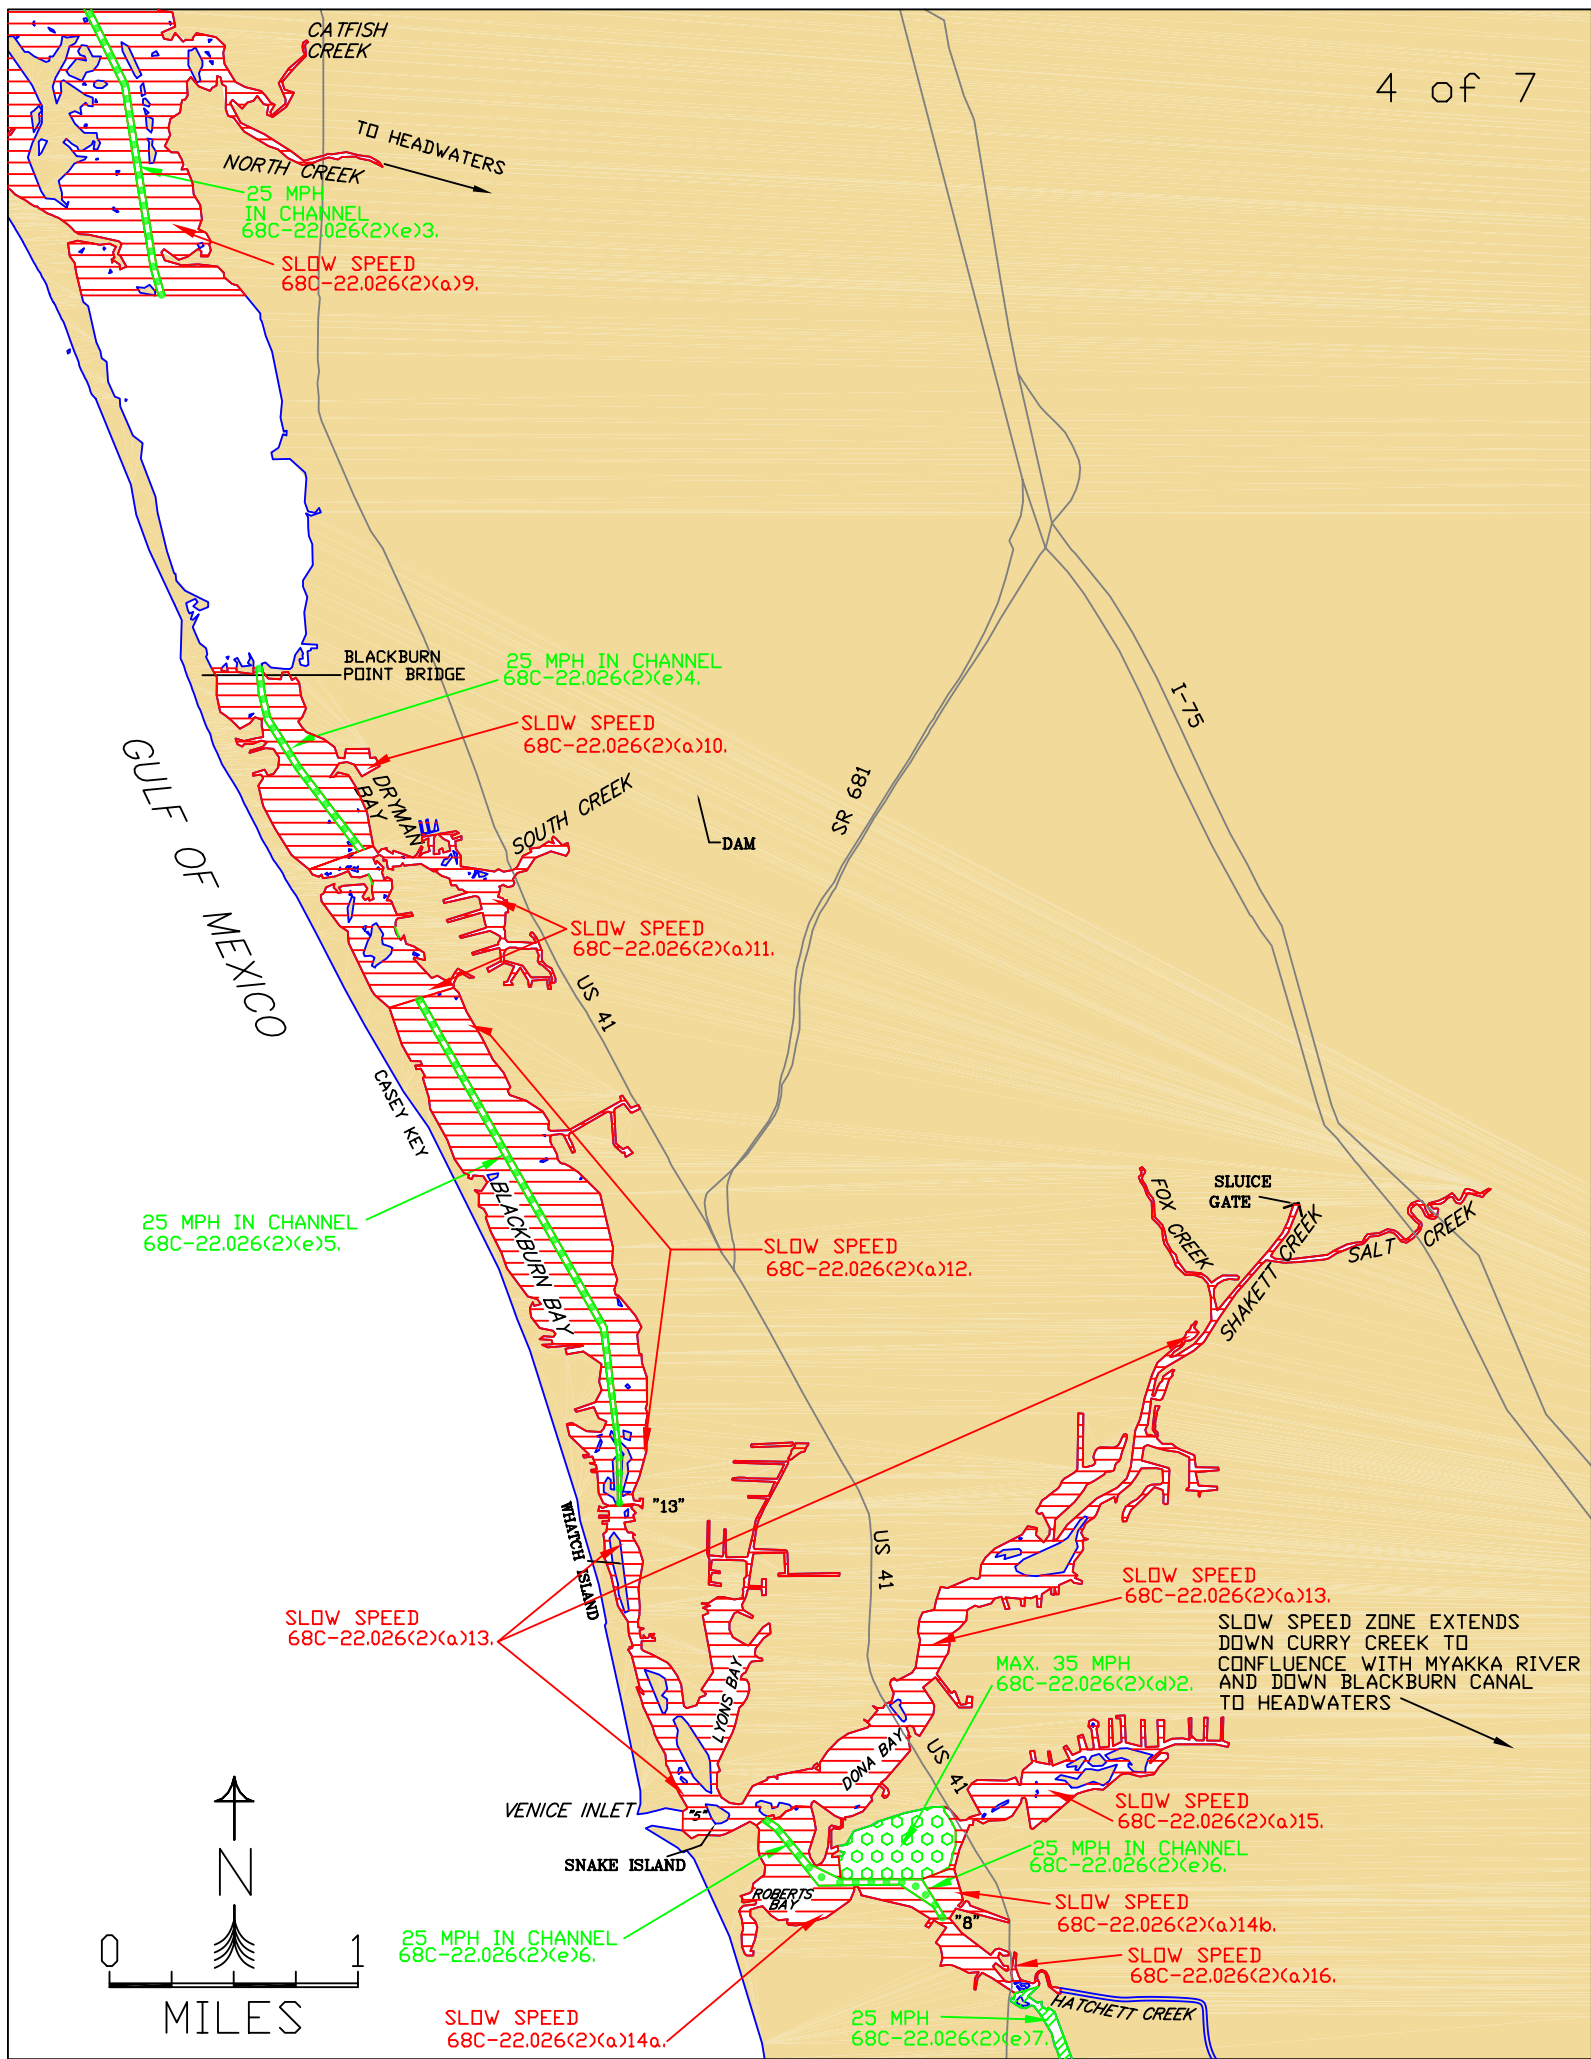 4 of 7
CATFISH
CREEK
TO HEADWATERS
NORTH CREEK
25 MPH
IN CHANNEL
68C-22.026(2)(e)3.
SLOW SPEED
68C-22.026(2)(a)9.
BLACKBURN
POINT BRIDGE
25 MPH IN CHANNEL
68C-22.026(2)(e)4.
SLOW SPEED
68C-22.026(2)(a)10.
I-75
GULF OF MEXICO
DRYMAN
BAY
SOUTH CREEK
DAM
SR 681
SLOW SPEED
68C-22.026(2)(a)11.
US 41
CASEY KEY
25 MPH IN CHANNEL
68C-22.026(2)(e)5.
BLACKBURN BAY
SLOW SPEED
68C-22.026(2)(a)12.
FOX CREEK
SLUICE
GATE
SHAKETT CREEK
SALT CREEK
"13"
WHATCH ISLAND
US 41
SLOW SPEED
68C-22.026(2)(a)13.
SLOW SPEED
68C-22.026(2)(a)13.
SLOW SPEED ZONE EXTENDS
DOWN CURRY CREEK TO
CONFLUENCE WITH MYAKKA RIVER
AND DOWN BLACKBURN CANAL
TO HEADWATERS
MAX. 35 MPH
68C-22.026(2)(d)2.
LYONS BAY
DONA BAY
US 41
VENICE INLET
"5"
SNAKE ISLAND
SLOW SPEED
68C-22.026(2)(a)15.
25 MPH IN CHANNEL
68C-22.026(2)(e)6.
ROBERTS
BAY
SLOW SPEED
68C-22.026(2)(a)14b.
"8"
25 MPH IN CHANNEL
68C-22.026(2)(e)6.
SLOW SPEED
68C-22.026(2)(a)16.
HATCHETT CREEK
SLOW SPEED
68C-22.026(2)(a)14a.
25 MPH
68C-22.026(2)(e)7.
N
0 1
MILES